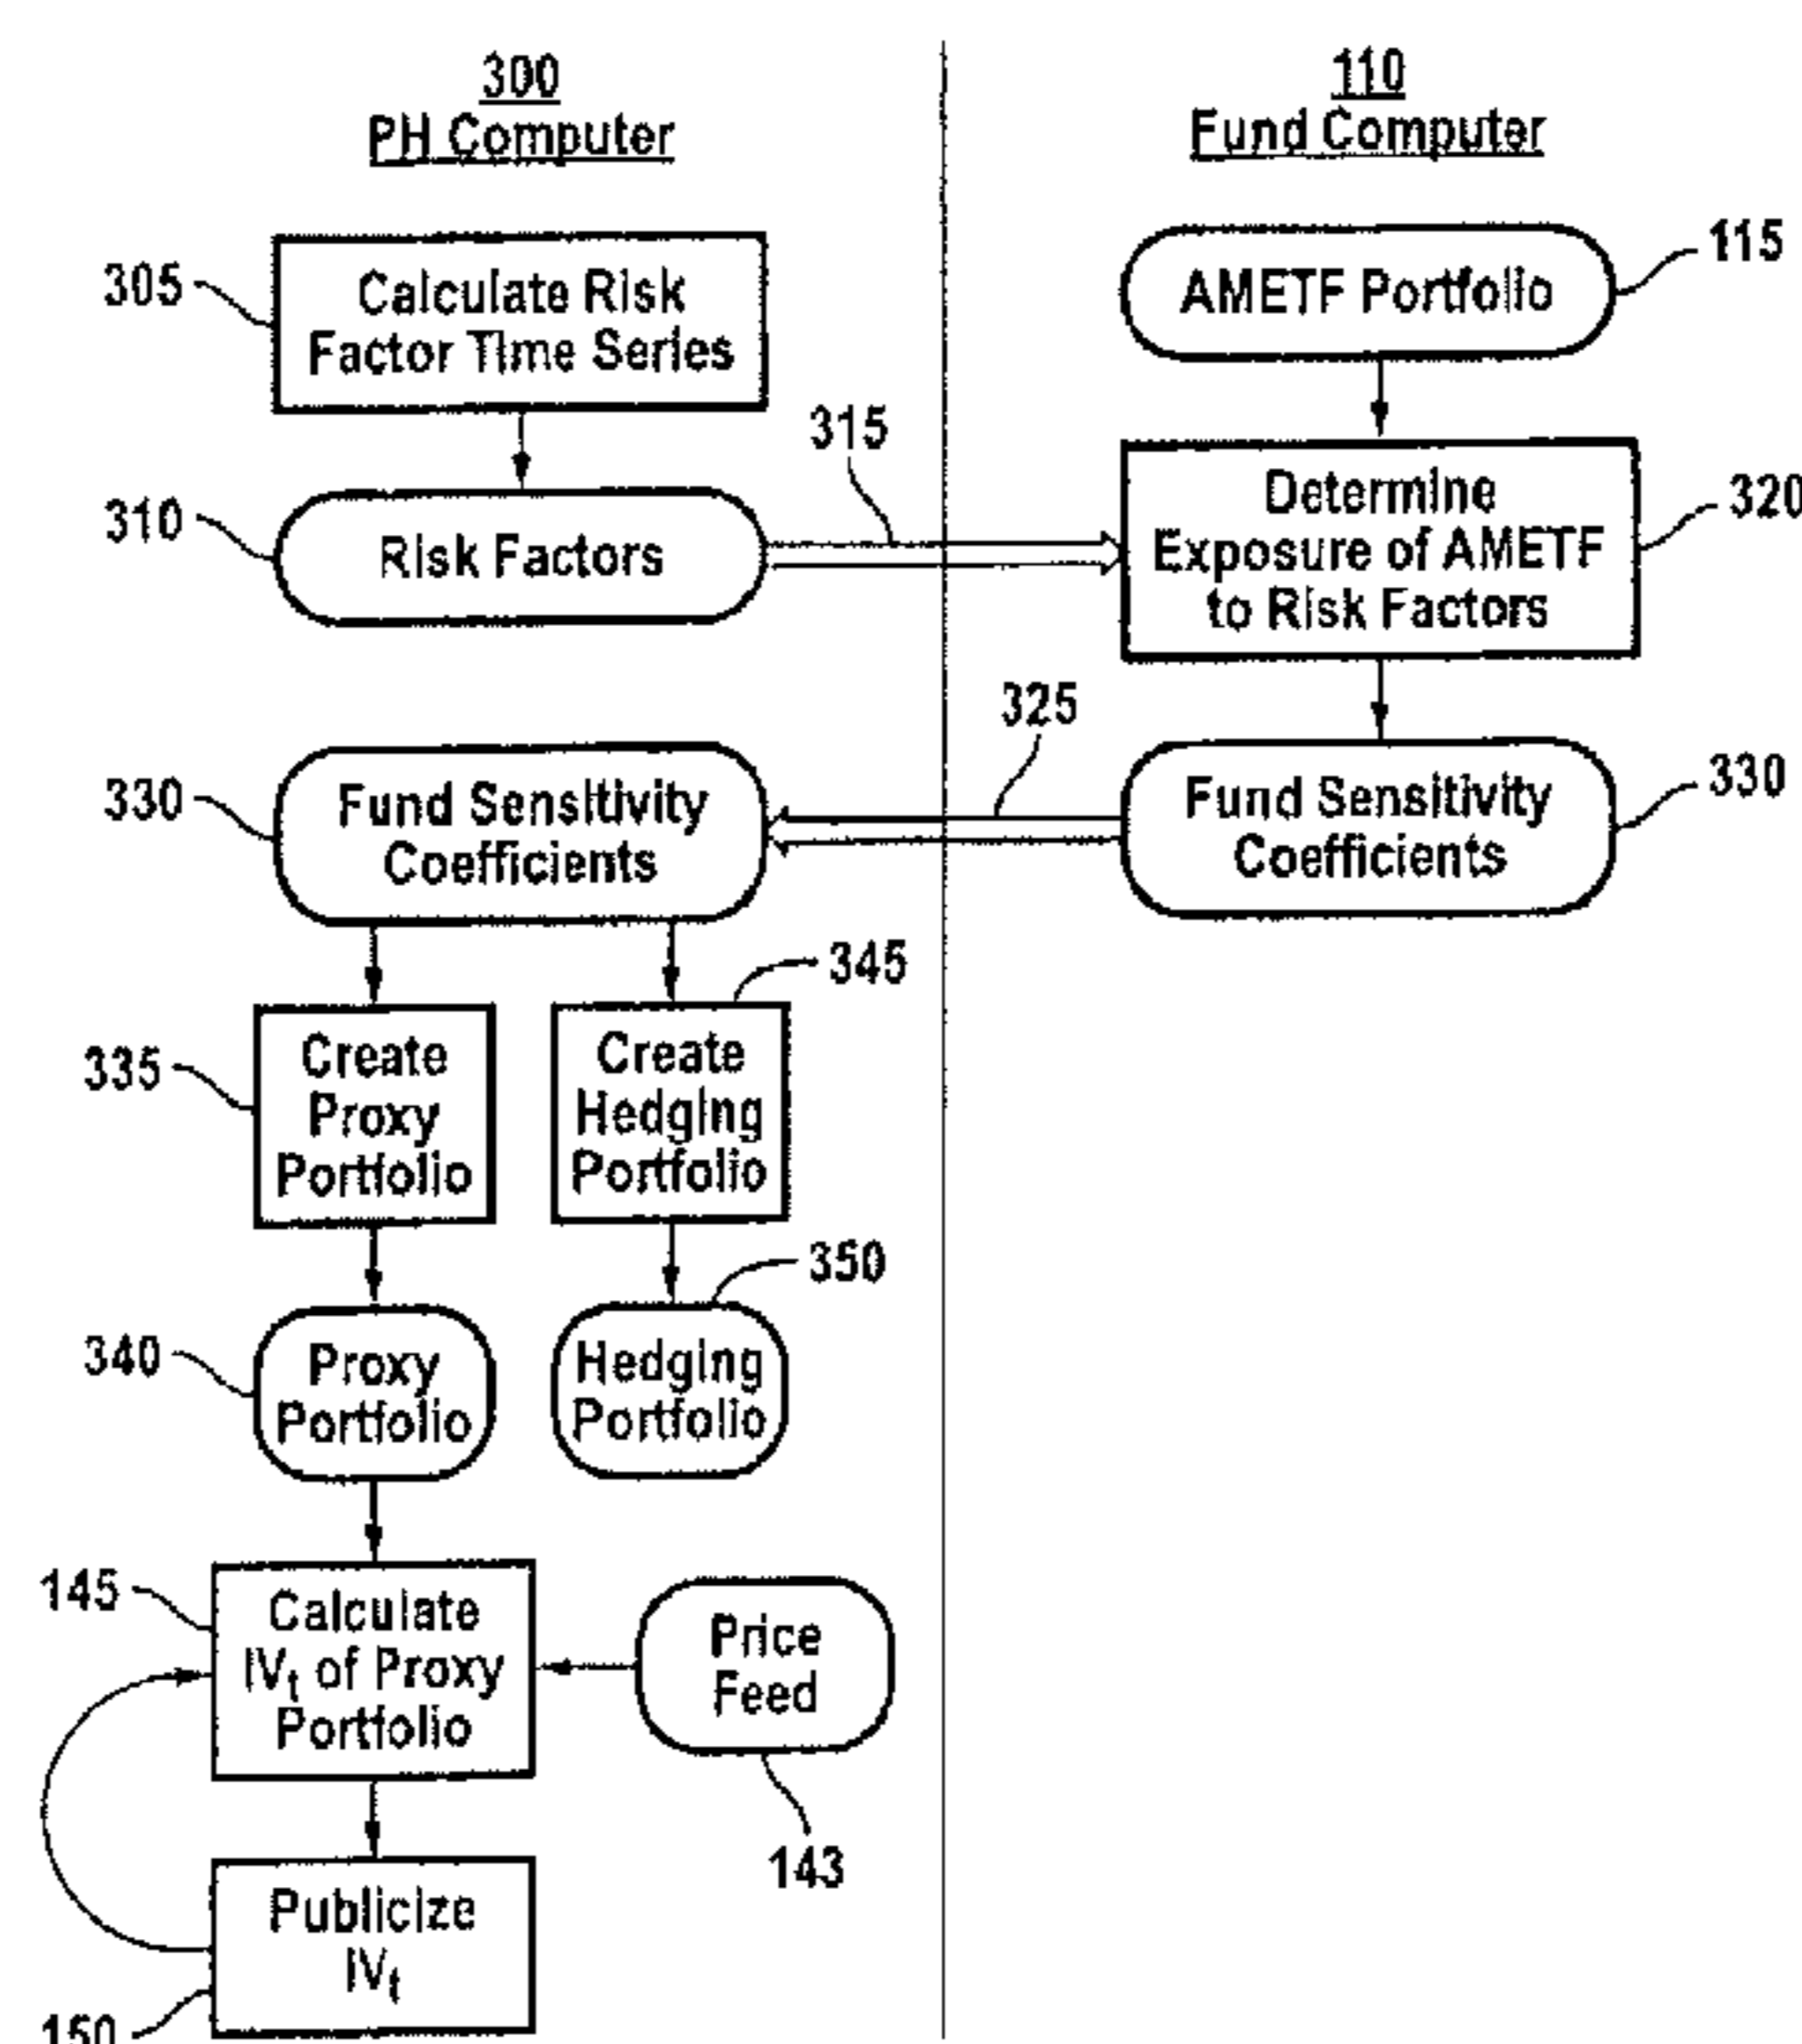 300
PH Computer
110
Fund Computer
305
Calculate Risk
Factor Time Series
AMETF Portfolio
115
310
Risk Factors
315
Determine
Exposure of AMETF
to Risk Factors
320
330
Fund Sensitivity
Coefficients
325
Fund Sensitivity
Coefficients
330
335
Create
Proxy
Portfolio
345
Create
Hedging
Portfolio
340
Proxy
Portfolio
350
Hedging
Portfolio
145
Calculate
IVt of Proxy
Portfolio
Price
Feed
143
Publicize
IVt
150